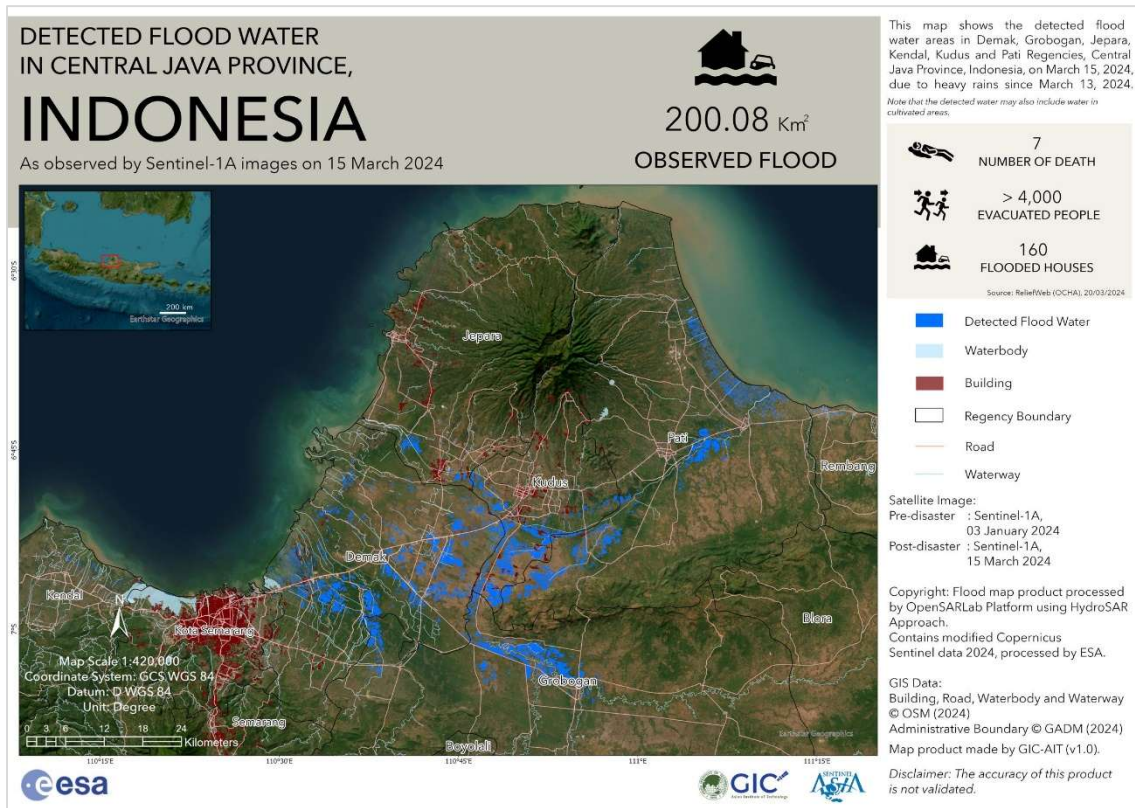 DETECTED FLOOD WATER
IN CENTRAL JAVA PROVINCE,
INDONESIA
As observed by Sentinel-1A images on 15 March 2024
200.08 Km²
OBSERVED FLOOD
This map shows the detected flood
water areas in Demak, Grobogan, Jepara,
Kendal, Kudus and Pati Regencies, Central
Java Province, Indonesia, on March 15, 2024,
due to heavy rains since March 13, 2024.
Note that the detected water may also include water in
cultivated areas.
7
NUMBER OF DEATH
> 4,000
EVACUATED PEOPLE
160
FLOODED HOUSES
Source: ReliefWeb (OCHA), 20/03/2024
Detected Flood Water
Waterbody
Building
Regency Boundary
Road
Waterway
Satellite Image:
Pre-disaster : Sentinel-1A,
03 January 2024
Post-disaster : Sentinel-1A,
15 March 2024
Copyright: Flood map product processed
by OpenSARLab Platform using HydroSAR
Approach.
Contains modified Copernicus
Sentinel data 2024, processed by ESA.
GIS Data:
Building, Road, Waterbody and Waterway
© OSM (2024)
Administrative Boundary © GADM (2024)
Map product made by GIC-AIT (v1.0).
Disclaimer: The accuracy of this product
is not validated.
200 km
Earthstar Geographics
6°30'S
6°45'S
7°S
Jepara
Pati
Rembang
Kudus
Demak
Kendal
N
Kota Semarang
Blora
Grobogan
Semarang
Boyolali
Map Scale 1:420,000
Coordinate System: GCS WGS 84
Datum: D WGS 84
Unit: Degree
0 3 6 12 18 24
Kilometers
Earthstar Geographics
110°15'E
110°30'E
110°45'E
111°E
111°15'E
esa
GIC
Asian Institute of Technology
SENTINEL
ASIA